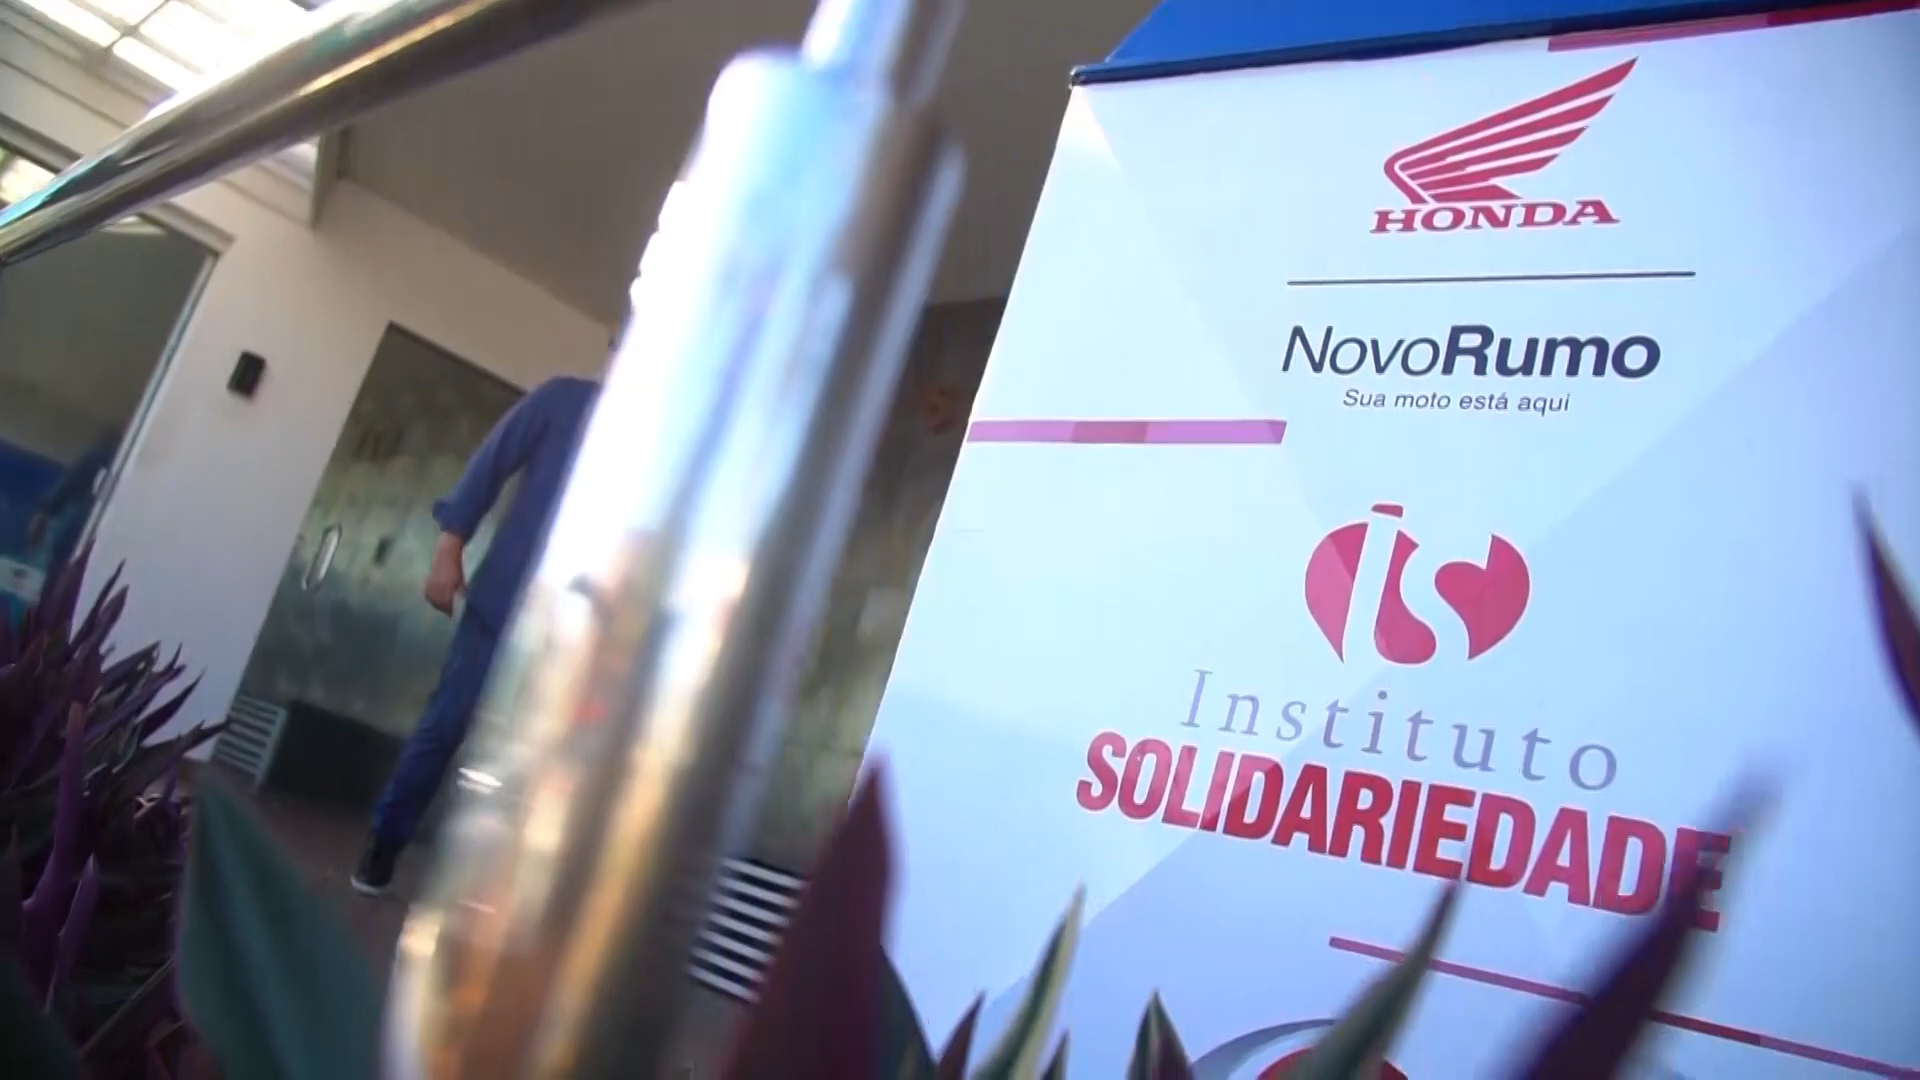 HONDA
NovoRumo
Sua moto está aqui
Instituto
SOLIDARIEDADE